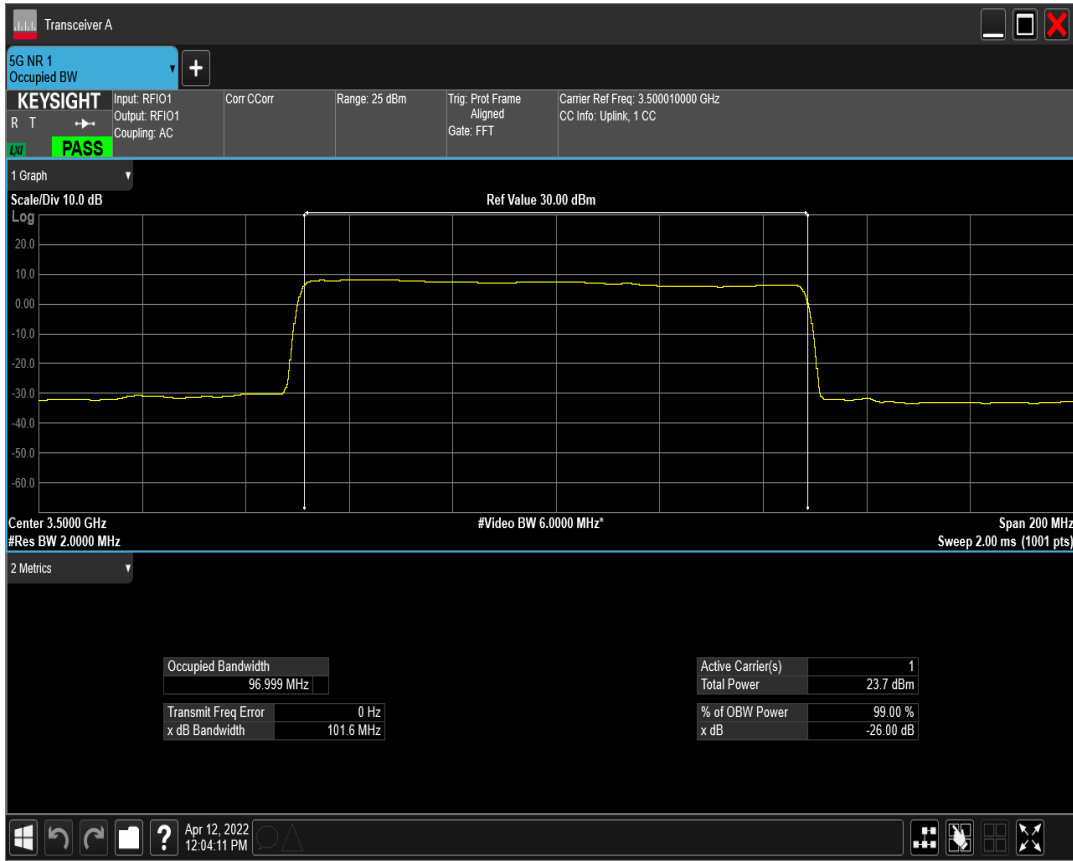 Transceiver A
5G NR 1
Occupied BW
+
KEYSIGHT
R T
LXI
PASS
Input: RFIO1
Output: RFIO1
Coupling: AC
Corr CCorr
Range: 25 dBm
Trig: Prot Frame
Aligned
Gate: FFT
Carrier Ref Freq: 3.500010000 GHz
CC Info: Uplink, 1 CC
1 Graph
Scale/Div 10.0 dB
Ref Value 30.00 dBm
Log
20.0
10.0
0.00
-10.0
-20.0
-30.0
-40.0
-50.0
-60.0
Center 3.5000 GHz
#Video BW 6.0000 MHz*
Span 200 MHz
#Res BW 2.0000 MHz
Sweep 2.00 ms (1001 pts)
2 Metrics
Occupied Bandwidth
96.999 MHz
Transmit Freq Error 0 Hz
x dB Bandwidth 101.6 MHz
Active Carrier(s) 1
Total Power 23.7 dBm
% of OBW Power 99.00 %
x dB -26.00 dB
?
Apr 12, 2022
12:04:11 PM